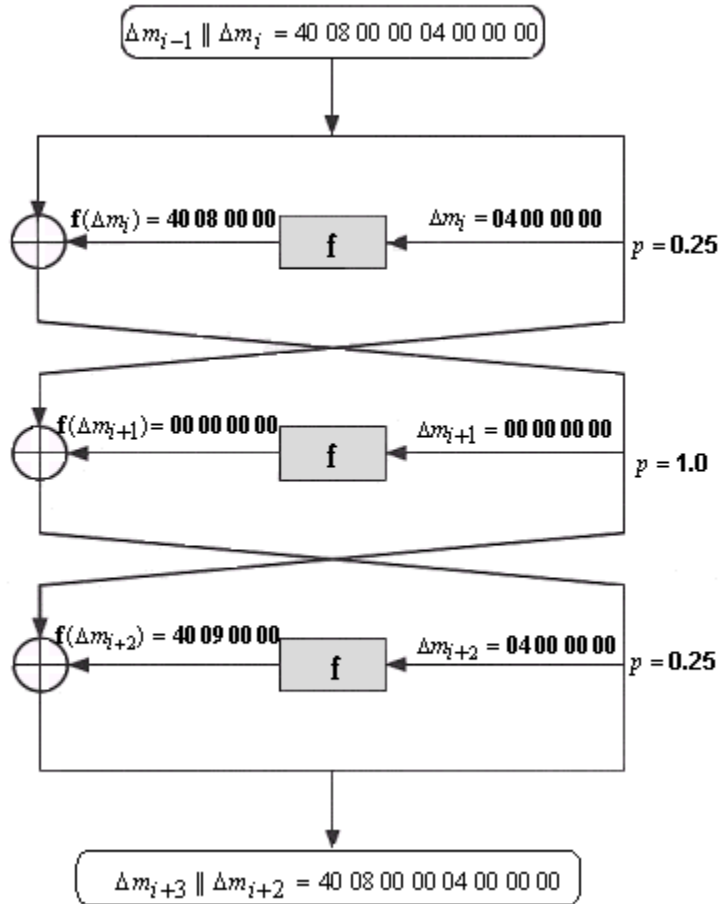 Δm_{i−1} || Δm_i = 40 08 00 00 04 00 00 00
f(Δm_i) = 40 08 00 00
f
Δm_i = 04 00 00 00
p = 0.25
f(Δm_{i+1}) = 00 00 00 00
f
Δm_{i+1} = 00 00 00 00
p = 1.0
f(Δm_{i+2}) = 40 09 00 00
f
Δm_{i+2} = 04 00 00 00
p = 0.25
Δm_{i+3} || Δm_{i+2} = 40 08 00 00 04 00 00 00